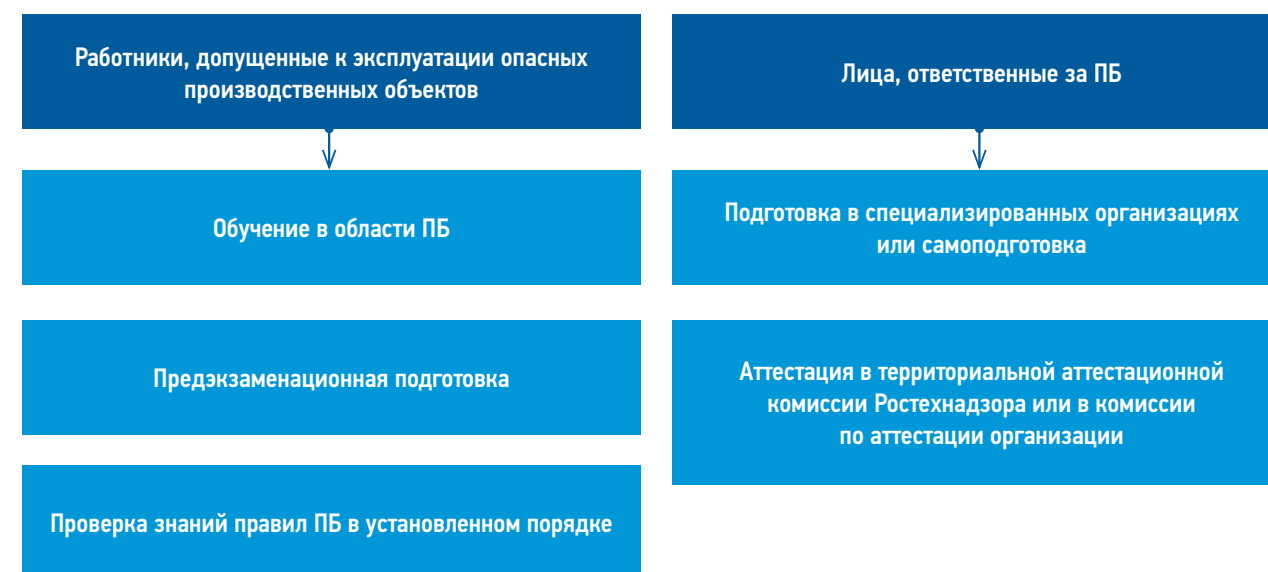 Работники, допущенные к эксплуатации опасных
производственных объектов
Обучение в области ПБ
Предэкзаменационная подготовка
Проверка знаний правил ПБ в установленном порядке
Лица, ответственные за ПБ
Подготовка в специализированных организациях
или самоподготовка
Аттестация в территориальной аттестационной
комиссии Ростехнадзора или в комиссии
по аттестации организации